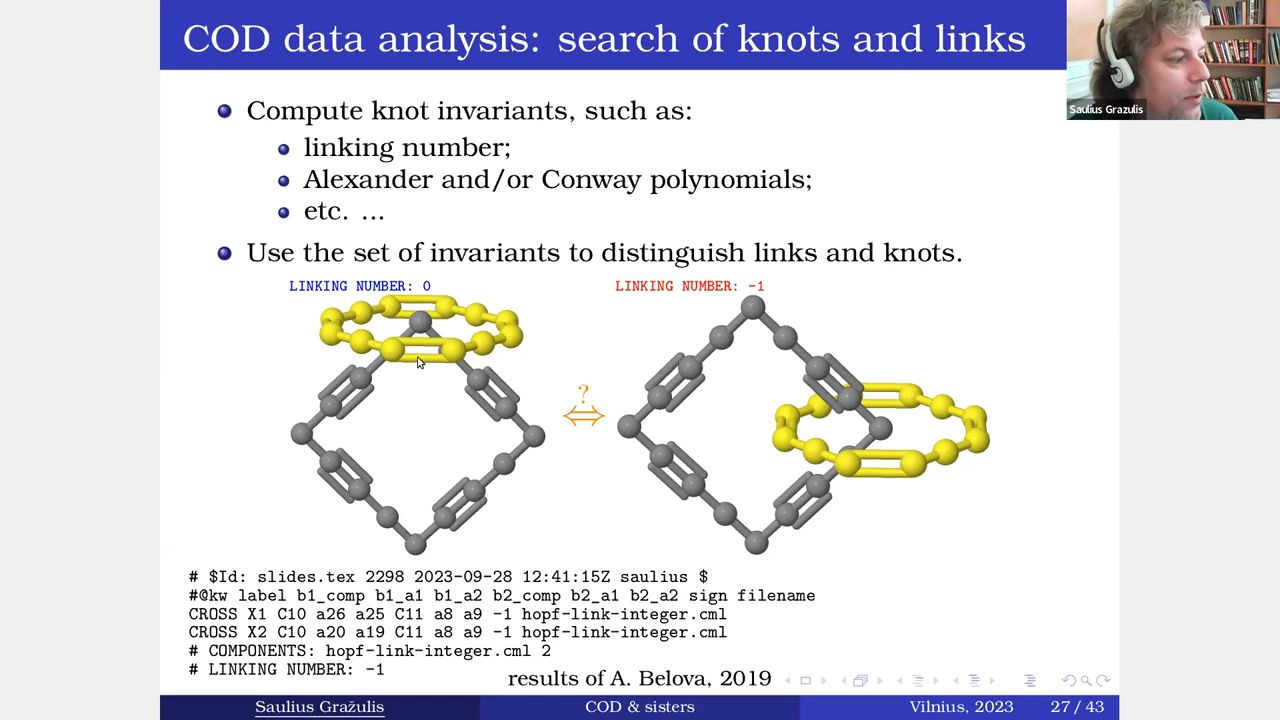 COD data analysis: search of knots and links
Saulius Grazulis
Compute knot invariants, such as:
linking number;
Alexander and/or Conway polynomials;
etc. ...
Use the set of invariants to distinguish links and knots.
LINKING NUMBER: 0
LINKING NUMBER: -1
?
# $Id: slides.tex 2298 2023-09-28 12:41:15Z saulius $
#@kw label b1_comp b1_a1 b1_a2 b2_comp b2_a1 b2_a2 sign filename
CROSS X1 C10 a26 a25 C11 a8 a9 -1 hopf-link-integer.cml
CROSS X2 C10 a20 a19 C11 a8 a9 -1 hopf-link-integer.cml
# COMPONENTS: hopf-link-integer.cml 2
# LINKING NUMBER: -1
results of A. Belova, 2019
Saulius Gražulis COD & sisters Vilnius, 2023 27 / 43